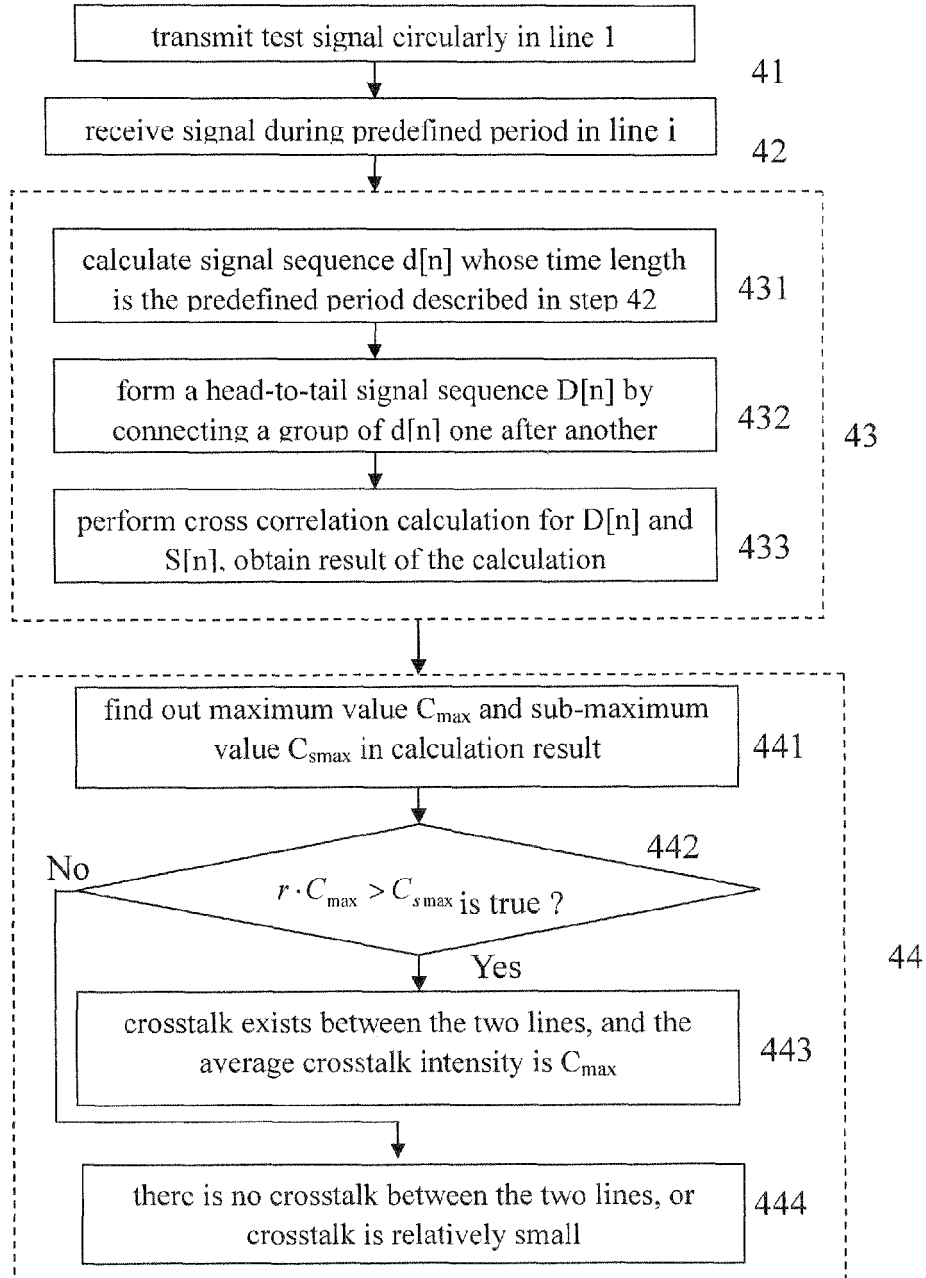 transmit test signal circularly in line 1
41
receive signal during predefined period in line i
42
calculate signal sequence d[n] whose time length
is the predefined period described in step 42
431
form a head-to-tail signal sequence D[n] by
connecting a group of d[n] one after another
432
43
perform cross correlation calculation for D[n] and
S[n], obtain result of the calculation
433
find out maximum value Cmax and sub-maximum
value Csmax in calculation result
441
442
No
r · Cmax > Csmax is true ?
Yes
44
crosstalk exists between the two lines, and the
average crosstalk intensity is Cmax
443
there is no crosstalk between the two lines, or
crosstalk is relatively small
444